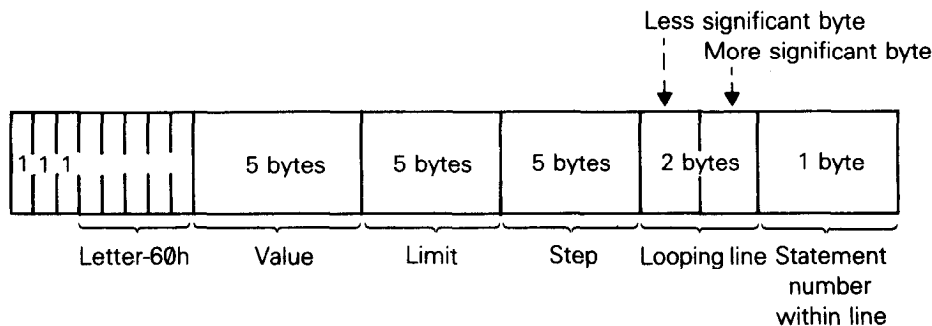 Less significant byte
More significant byte
1 1 1 5 bytes 5 bytes 5 bytes 2 bytes 1 byte
Letter-60h Value Limit Step Looping line Statement
number
within line